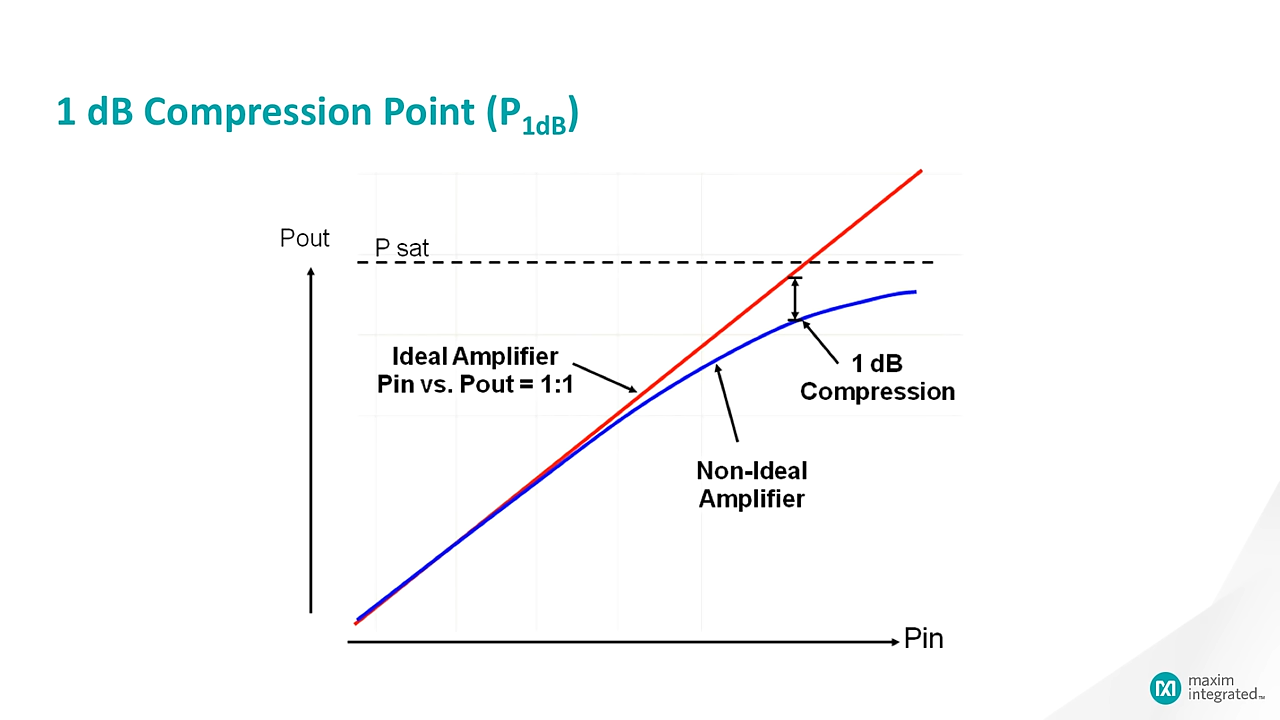 1 dB Compression Point (P1dB)
Pout
P sat
Ideal Amplifier
Pin vs. Pout = 1:1
1 dB
Compression
Non-Ideal
Amplifier
Pin
maxim
integrated™